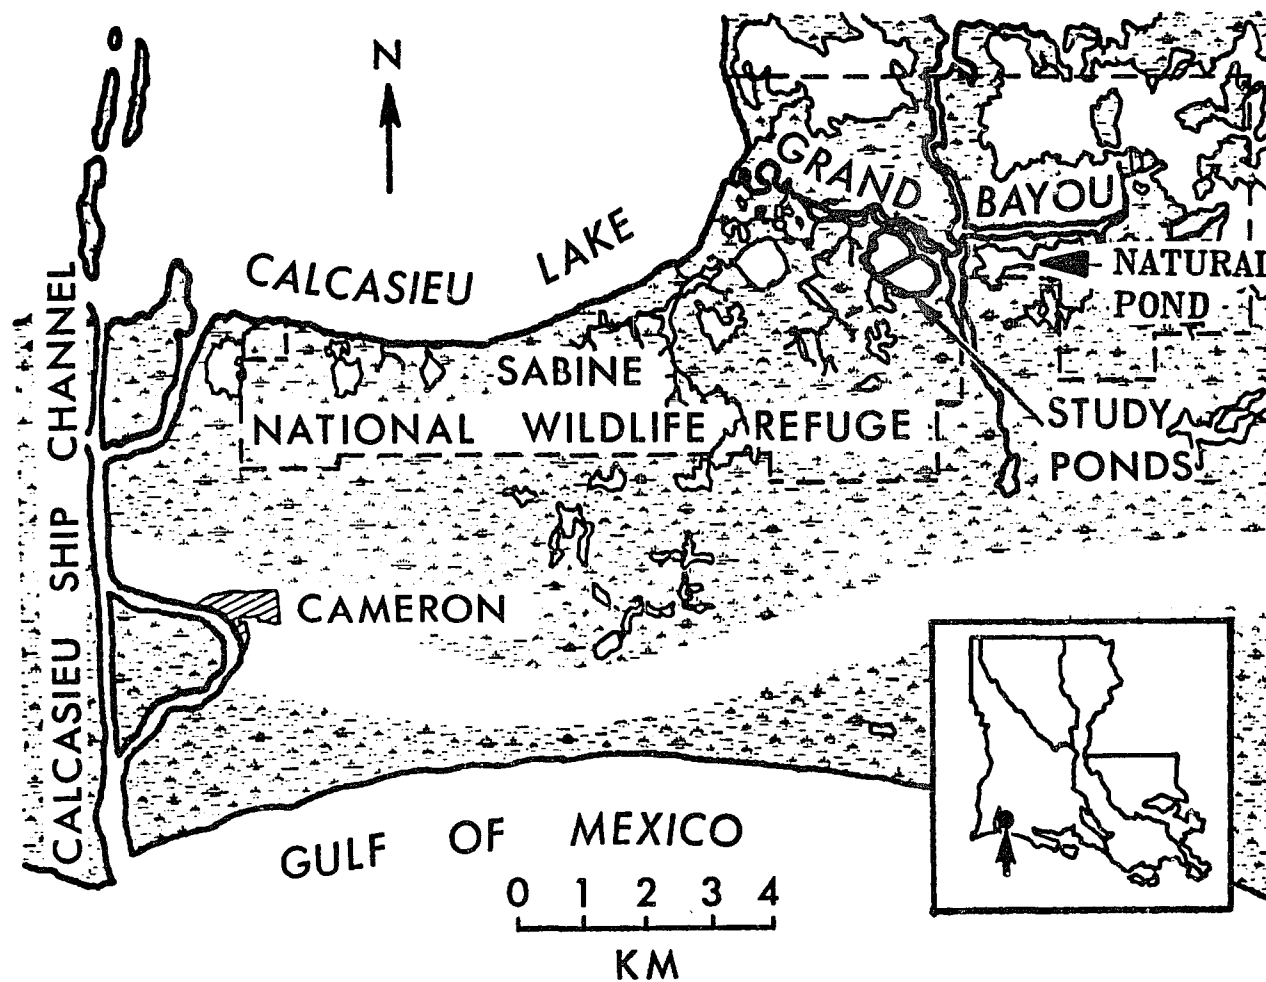 N
GRAND
BAYOU
LAKE
CALCASIEU
NATURAL
POND
SABINE
NATIONAL WILDLIFE REFUGE
STUDY
PONDS
CALCASIEU SHIP CHANNEL
CAMERON
GULF OF MEXICO
0 1 2 3 4
KM